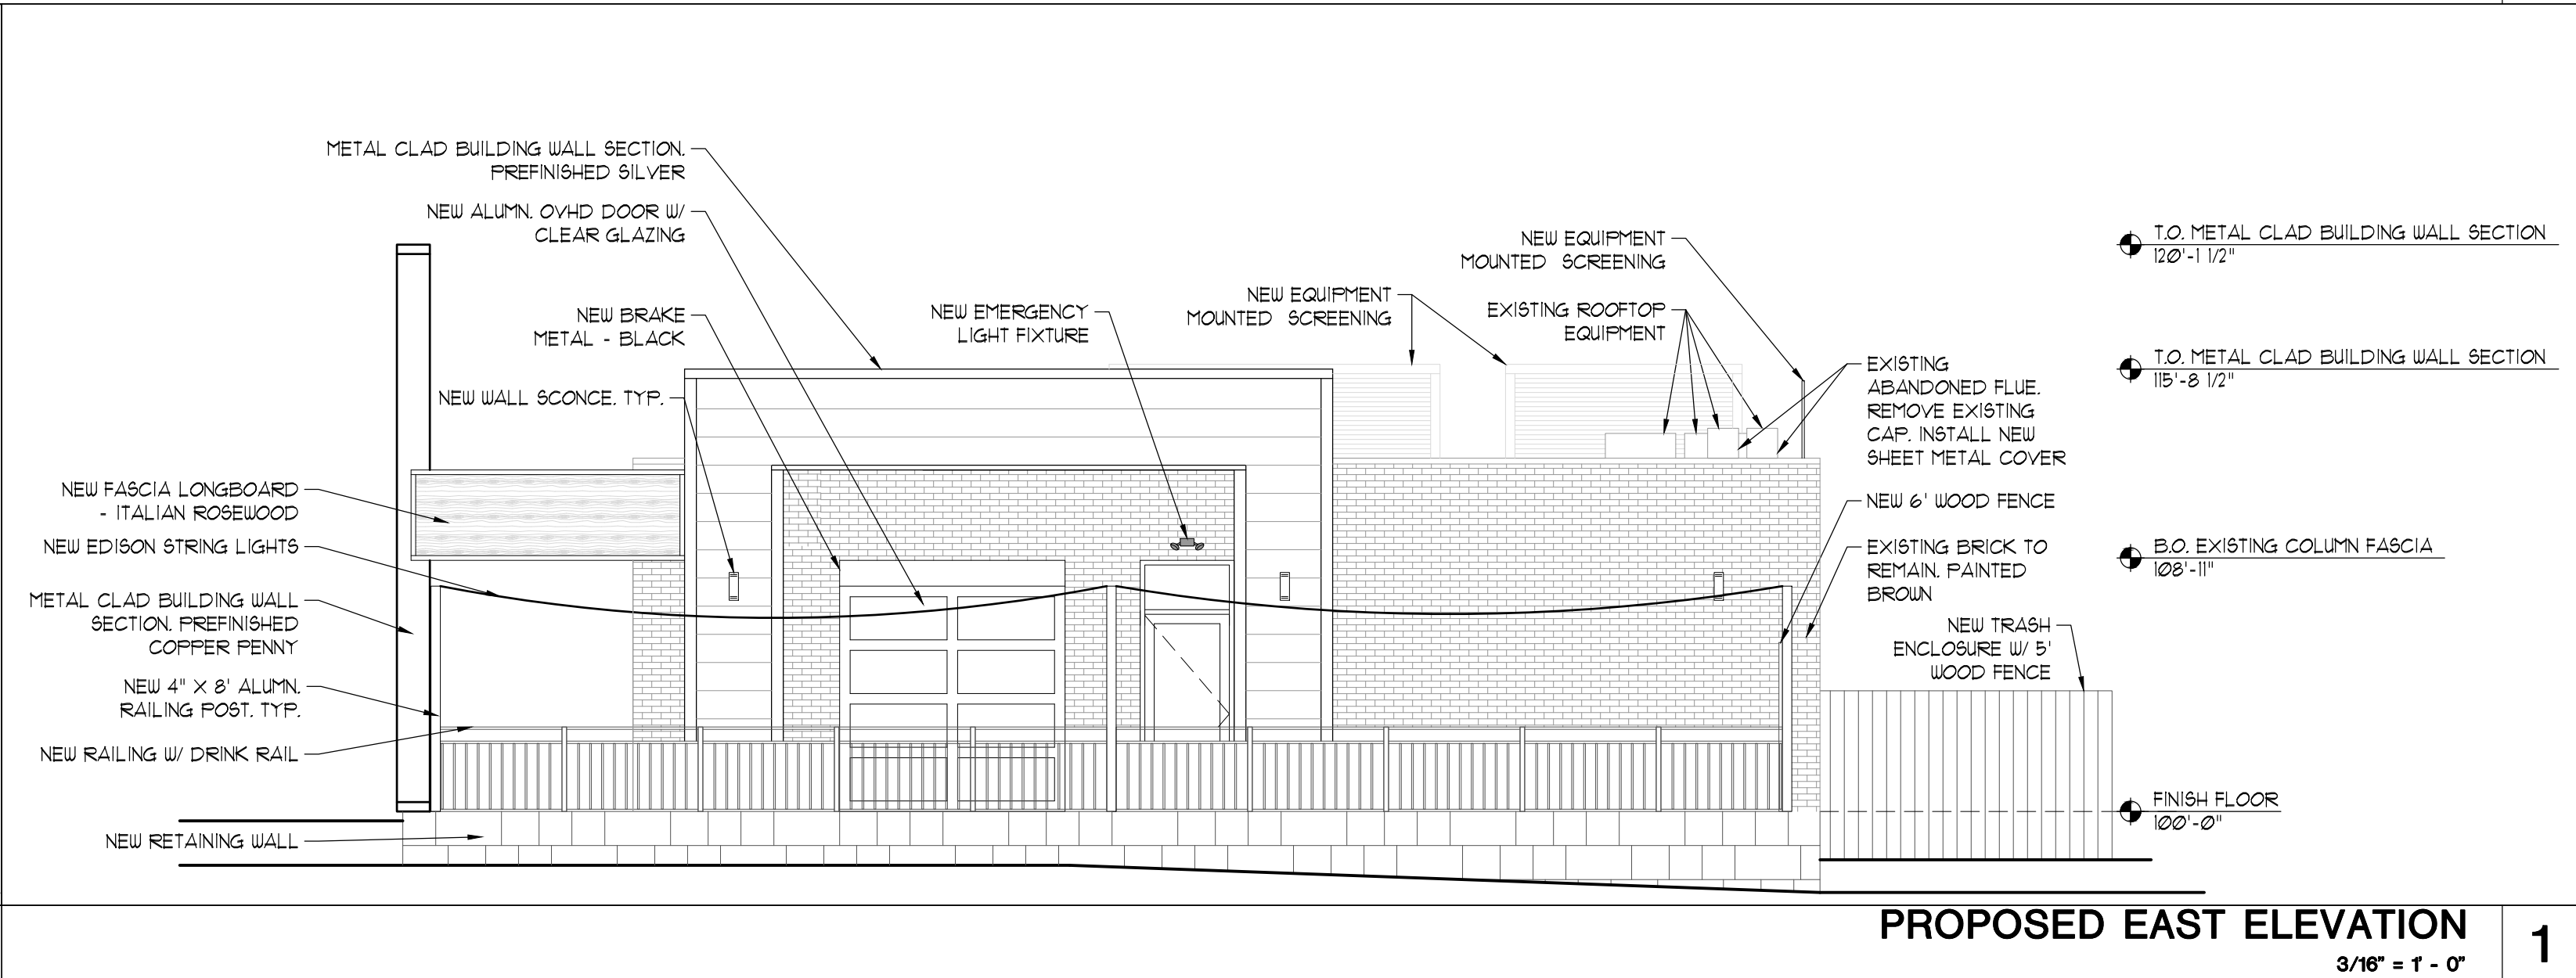 METAL CLAD BUILDING WALL SECTION.
PREFINISHED SILVER
NEW ALUMN. OVHD DOOR W/
CLEAR GLAZING
NEW BRAKE
METAL - BLACK
NEW WALL SCONCE. TYP.
NEW FASCIA LONGBOARD
- ITALIAN ROSEWOOD
NEW EDISON STRING LIGHTS
METAL CLAD BUILDING WALL
SECTION. PREFINISHED
COPPER PENNY
NEW 4" X 8' ALUMN.
RAILING POST. TYP.
NEW RAILING W/ DRINK RAIL
NEW RETAINING WALL
NEW EMERGENCY
LIGHT FIXTURE
NEW EQUIPMENT
MOUNTED SCREENING
NEW EQUIPMENT
MOUNTED SCREENING
EXISTING ROOFTOP
EQUIPMENT
EXISTING
ABANDONED FLUE.
REMOVE EXISTING
CAP. INSTALL NEW
SHEET METAL COVER
NEW 6' WOOD FENCE
EXISTING BRICK TO
REMAIN. PAINTED
BROWN
NEW TRASH
ENCLOSURE W/ 5'
WOOD FENCE
T.O. METAL CLAD BUILDING WALL SECTION
120'-1 1/2"
T.O. METAL CLAD BUILDING WALL SECTION
115'-8 1/2"
B.O. EXISTING COLUMN FASCIA
108'-11"
FINISH FLOOR
100'-0"
PROPOSED EAST ELEVATION
3/16" = 1' - 0"
1